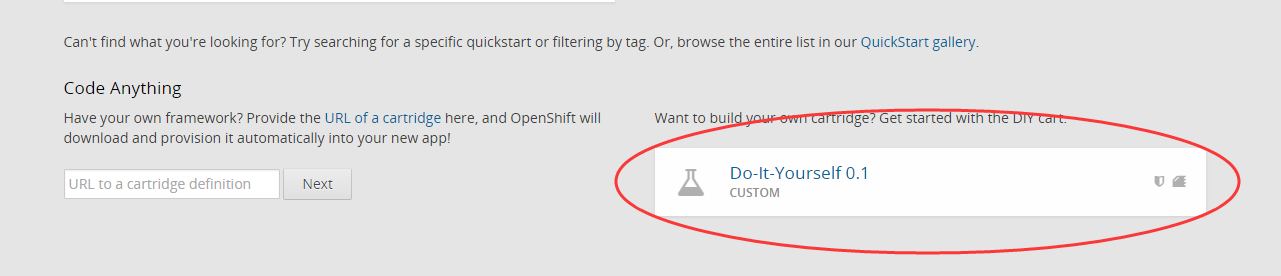 Can't find what you're looking for? Try searching for a specific quickstart or filtering by tag. Or, browse the entire list in our QuickStart gallery.
Code Anything
Have your own framework? Provide the URL of a cartridge here, and OpenShift will
download and provision it automatically into your new app!
URL to a cartridge definition
Next
Want to build your own cartridge? Get started with the DIY cart.
Do-It-Yourself 0.1
CUSTOM